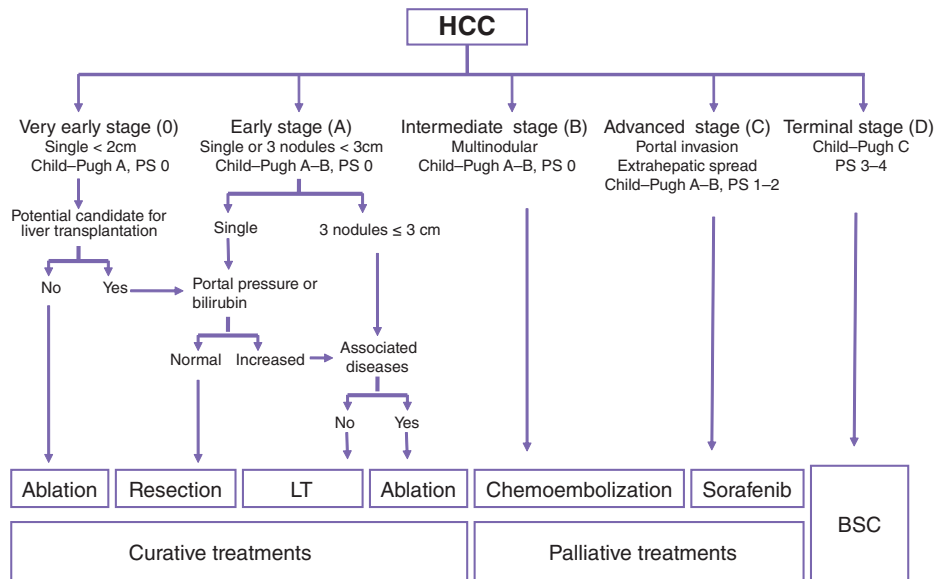 HCC
Very early stage (0)
Single < 2cm
Child–Pugh A, PS 0
Early stage (A)
Single or 3 nodules < 3cm
Child–Pugh A–B, PS 0
Intermediate stage (B)
Multinodular
Child–Pugh A–B, PS 0
Advanced stage (C)
Portal invasion
Extrahepatic spread
Child–Pugh A–B, PS 1–2
Terminal stage (D)
Child–Pugh C
PS 3–4
Potential candidate for
liver transplantation
Single
3 nodules ≤ 3 cm
No
Yes
Portal pressure or
bilirubin
Normal
Increased
Associated
diseases
No
Yes
Ablation
Resection
LT
Ablation
Chemoembolization
Sorafenib
BSC
Curative treatments
Palliative treatments